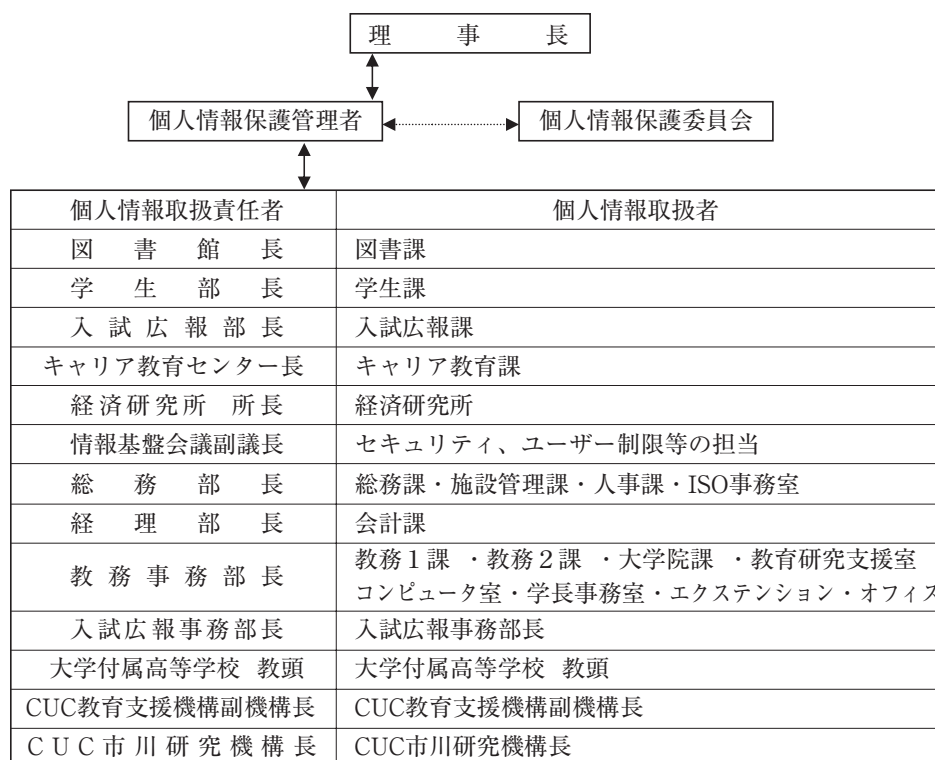 理事長
個人情報保護管理者 個人情報保護委員会
個人情報取扱責任者 個人情報取扱者
図書館長 図書課
学生部長 学生課
入試広報部長 入試広報課
キャリア教育センター長 キャリア教育課
経済研究所 所長 経済研究所
情報基盤会議副議長 セキュリティ、ユーザー制限等の担当
総務部長 総務課・施設管理課・人事課・ISO事務室
経理部長 会計課
教務事務部長 教務1課 ・教務2課 ・大学院課 ・教育研究支援室
コンピュータ室・学長事務室・エクステンション・オフィス
入試広報事務部長 入試広報事務部長
大学付属高等学校 教頭 大学付属高等学校 教頭
CUC教育支援機構副機構長 CUC教育支援機構副機構長
CUC市川研究機構長 CUC市川研究機構長